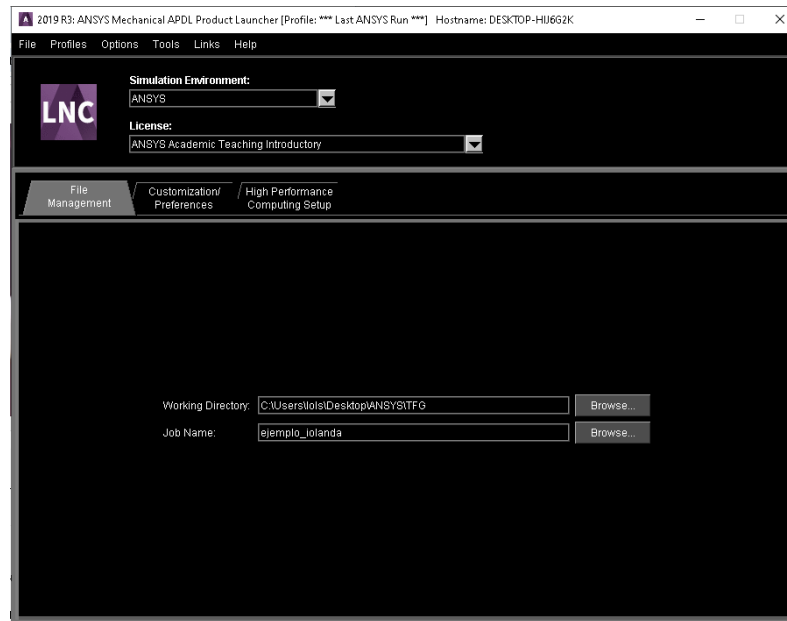 2019 R3: ANSYS Mechanical APDL Product Launcher [Profile: *** Last ANSYS Run ***] Hostname: DESKTOP-HIJ6G2K
File Profiles Options Tools Links Help
LNC
Simulation Environment:
ANSYS
License:
ANSYS Academic Teaching Introductory
File
Management
Customization/
Preferences
High Performance
Computing Setup
Working Directory: C:\Users\lols\Desktop\ANSYS\TFG Browse...
Job Name: ejemplo_iolanda Browse...